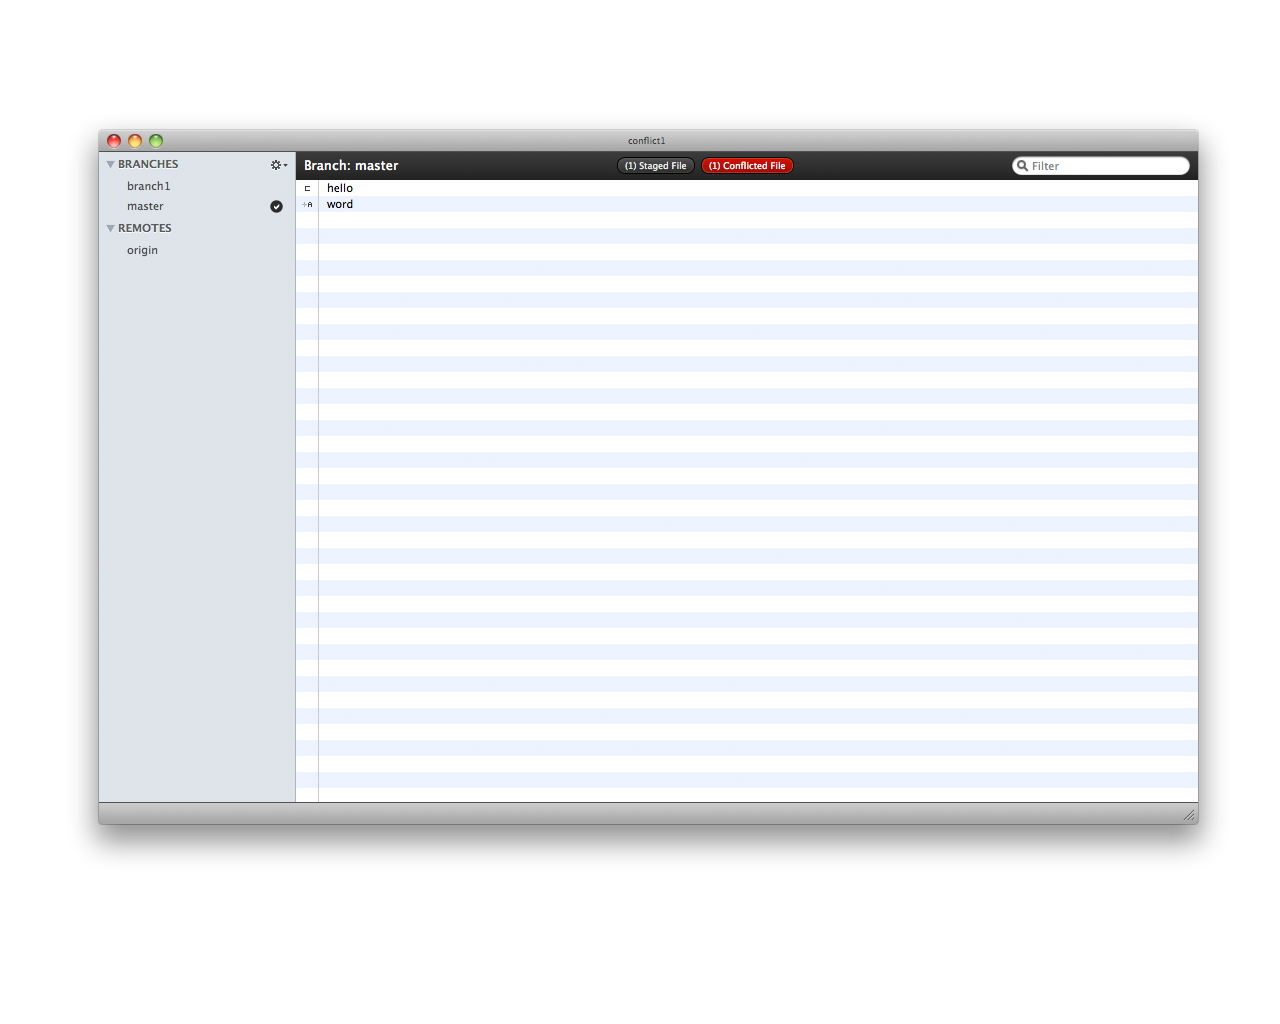 conflict1
BRANCHES
branch1
master
REMOTES
origin
Branch: master
(1) Staged File
(1) Conflicted File
Filter
hello
word